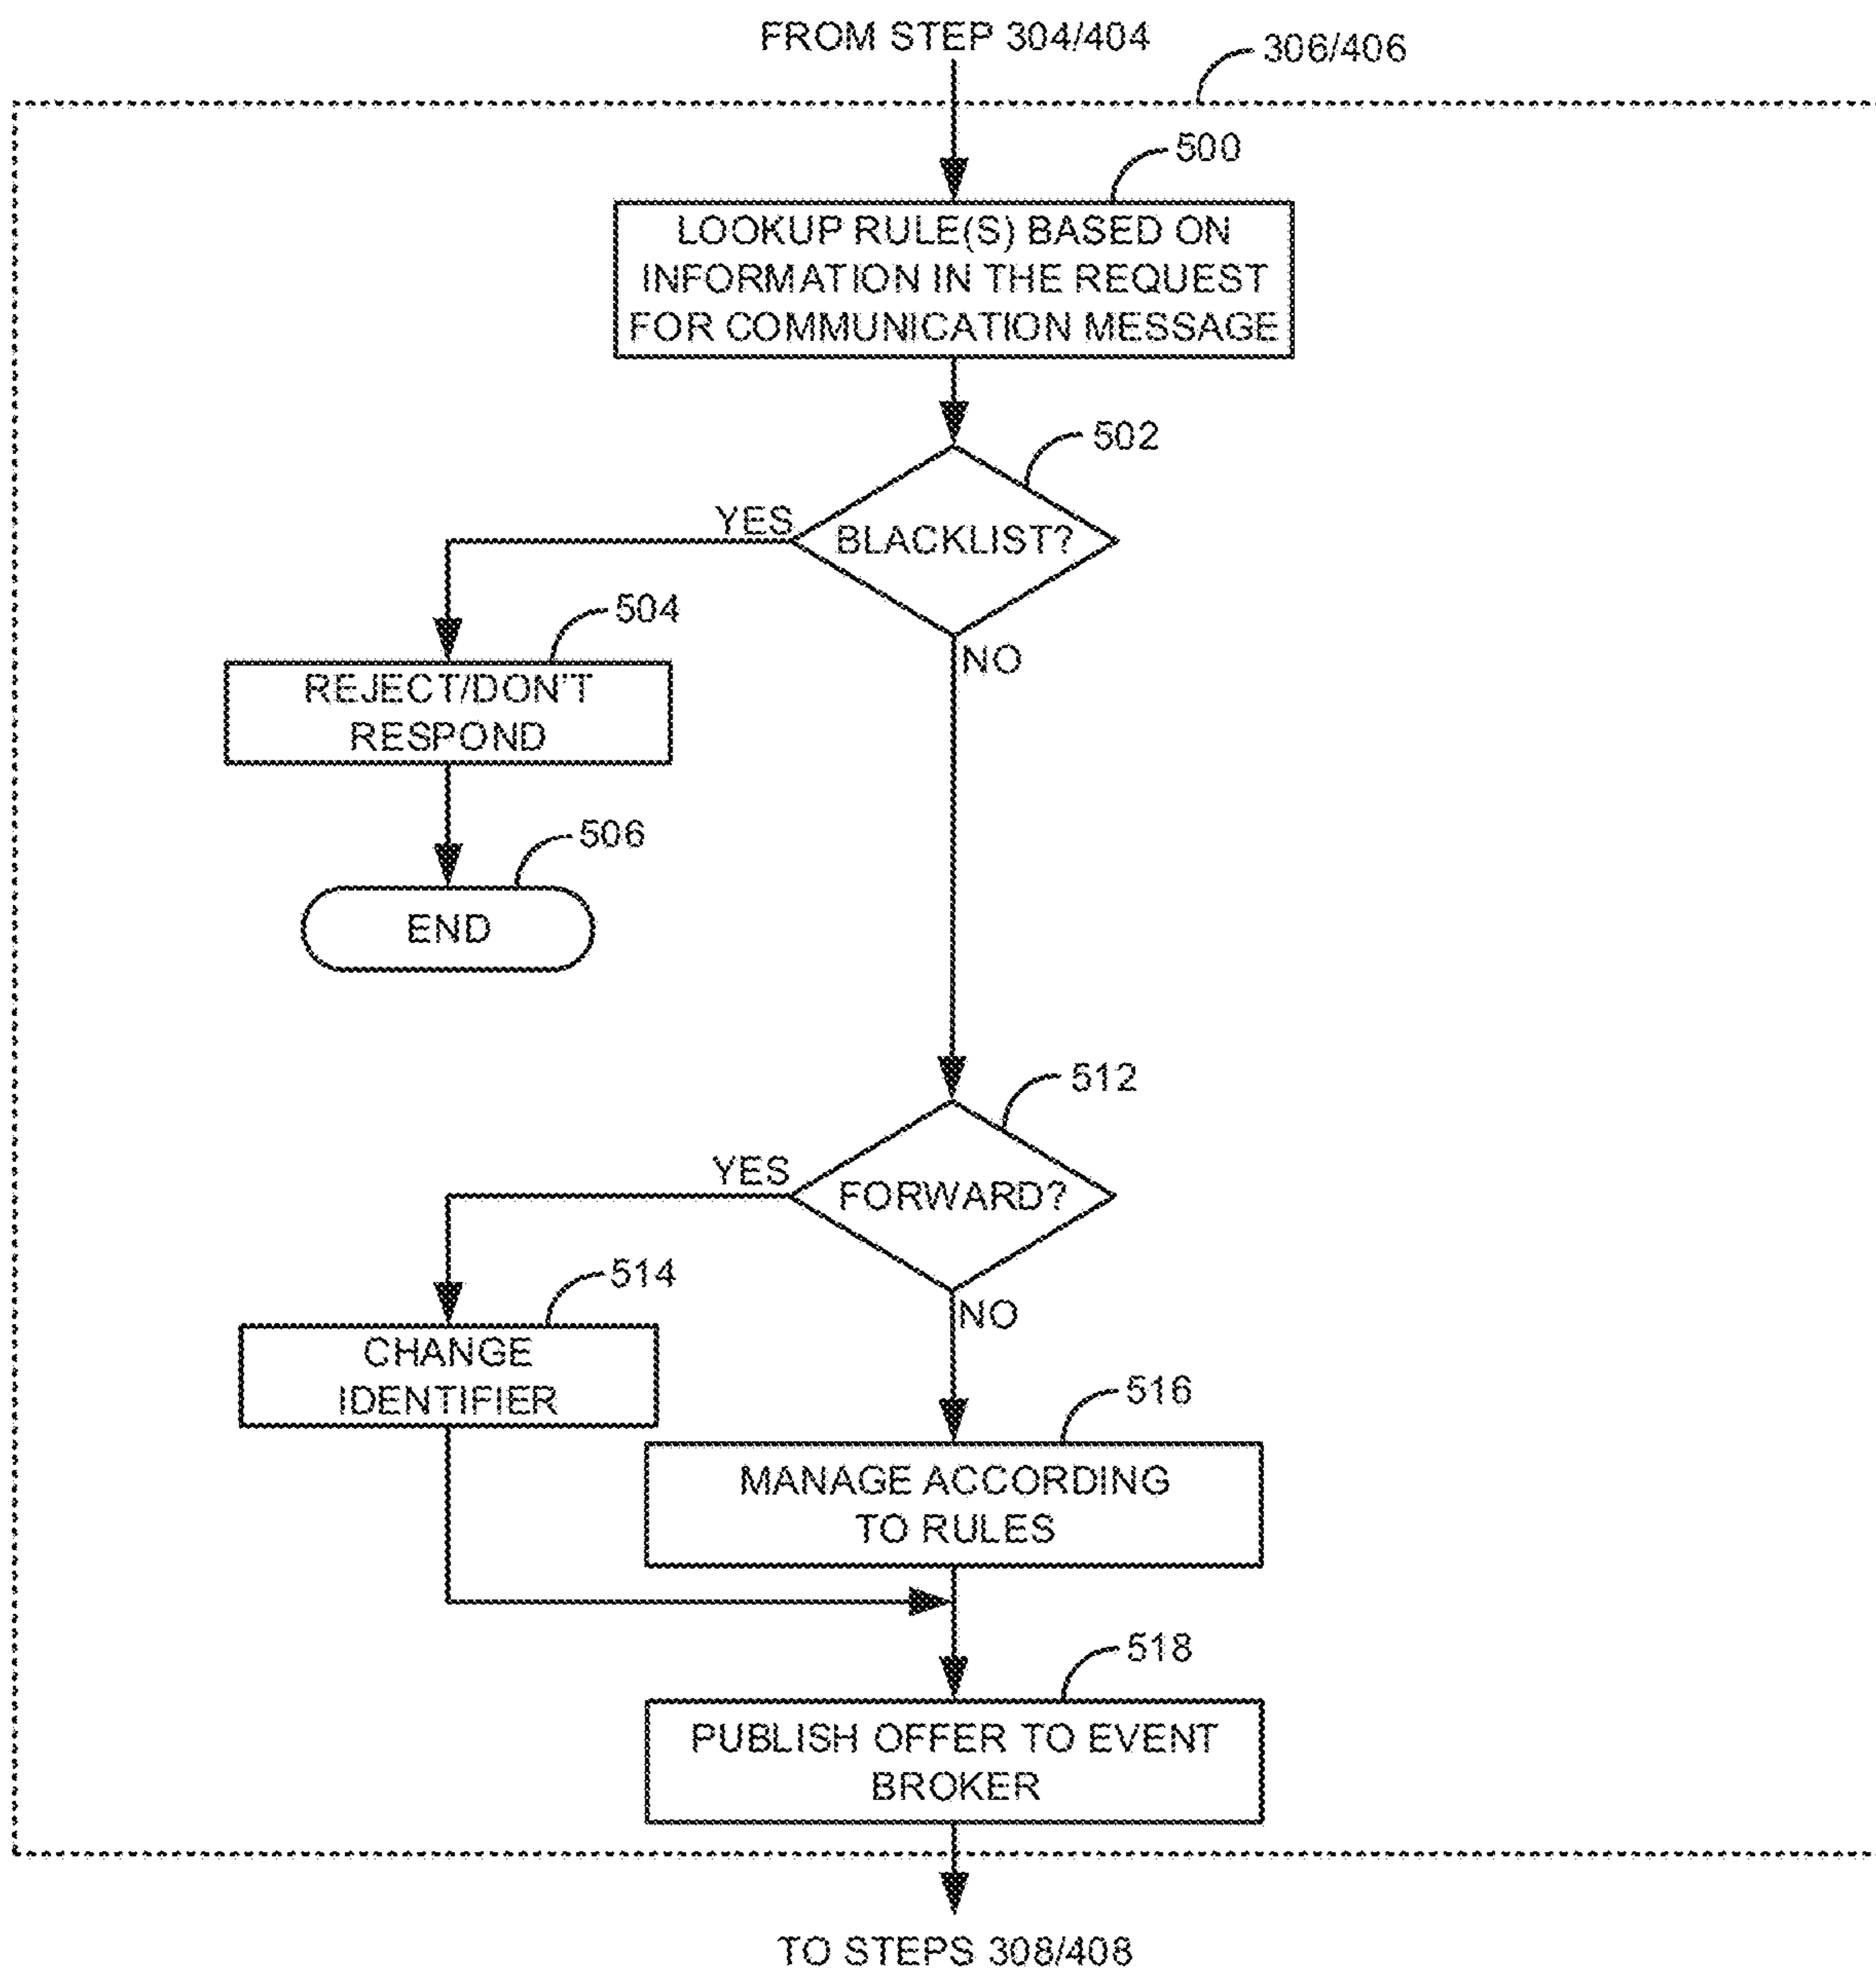 FROM STEP 304/404
306/406
500
LOOKUP RULE(S) BASED ON
INFORMATION IN THE REQUEST
FOR COMMUNICATION MESSAGE
502
YES
BLACKLIST?
504
NO
REJECT/DON'T
RESPOND
506
END
512
YES
FORWARD?
514
NO
CHANGE
IDENTIFIER
516
MANAGE ACCORDING
TO RULES
518
PUBLISH OFFER TO EVENT
BROKER
TO STEPS 308/408